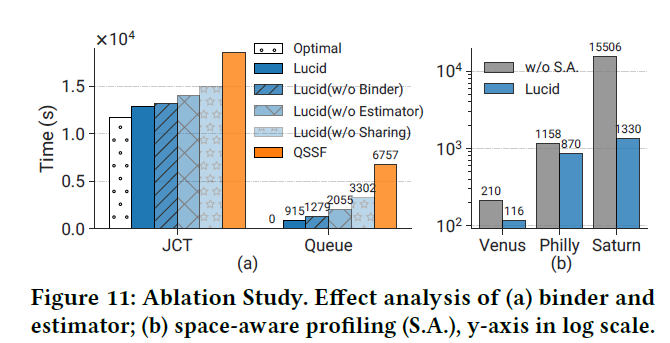 ×10⁴
Time (s)
1.5
1.0
0.5
0.0
Optimal
Lucid
Lucid(w/o Binder)
Lucid(w/o Estimator)
Lucid(w/o Sharing)
QSSF
0
915
1279
2055
3302
6757
JCT
Queue
(a)
10⁴
10³
10²
w/o S.A.
Lucid
210
116
1158
870
15506
1330
Venus
Philly
Saturn
(b)
Figure 11: Ablation Study. Effect analysis of (a) binder and
estimator; (b) space-aware profiling (S.A.), y-axis in log scale.